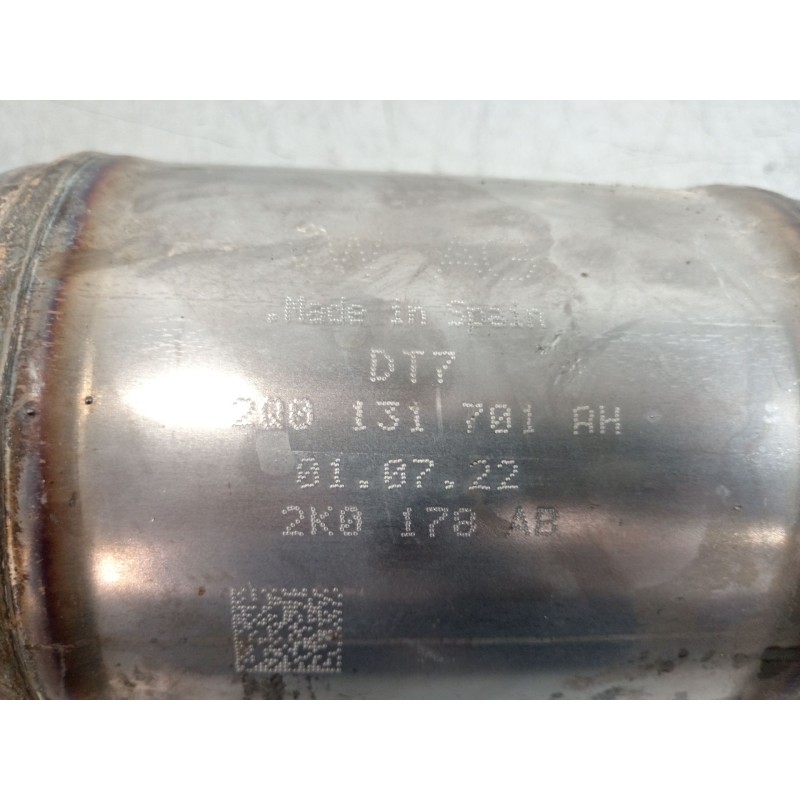 .Made in Spain
DT7
2Q0 131 701 AH
01.07.22
2K0 178 AB